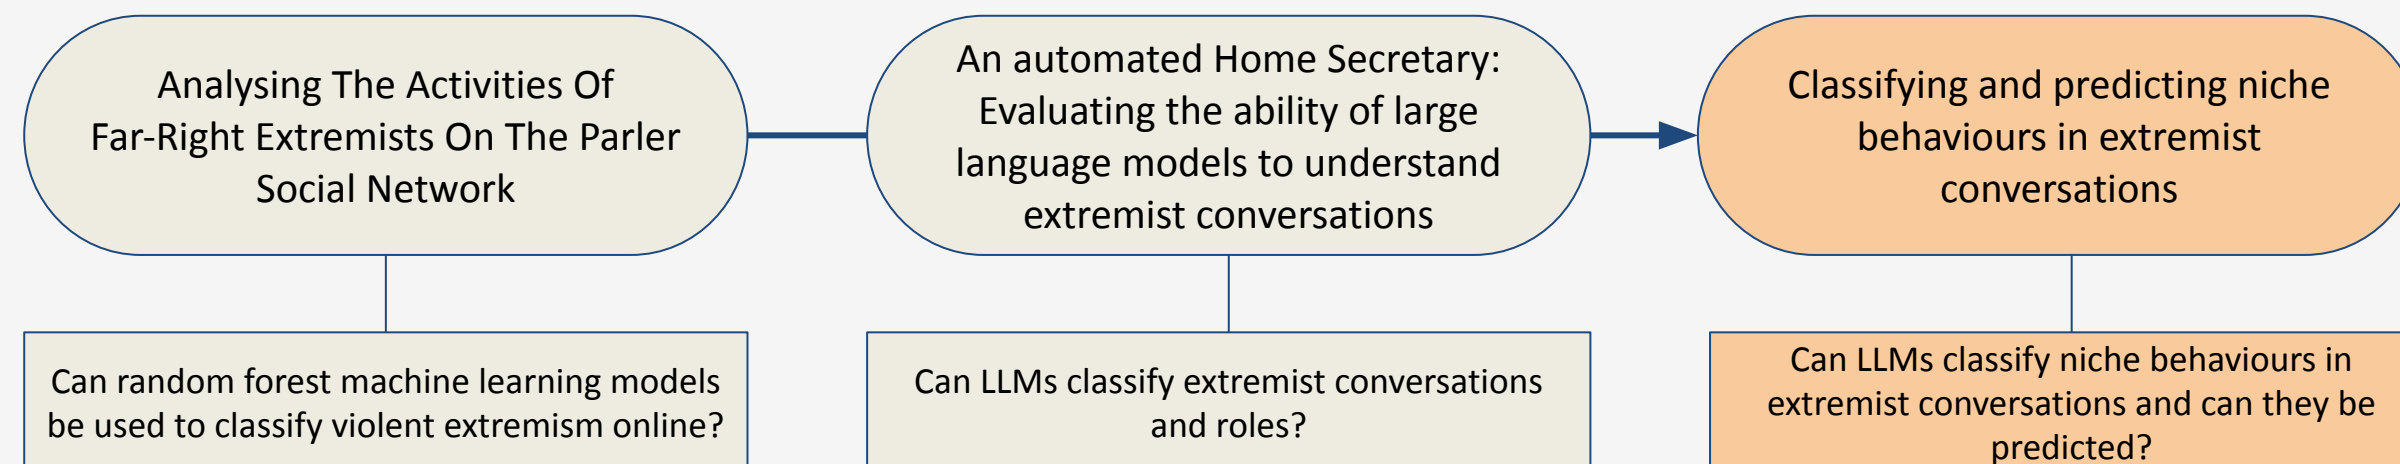 Analysing The Activities Of
Far-Right Extremists On The Parler
Social Network
An automated Home Secretary:
Evaluating the ability of large
language models to understand
extremist conversations
Classifying and predicting niche
behaviours in extremist
conversations
Can random forest machine learning models
be used to classify violent extremism online?
Can LLMs classify extremist conversations
and roles?
Can LLMs classify niche behaviours in
extremist conversations and can they be
predicted?